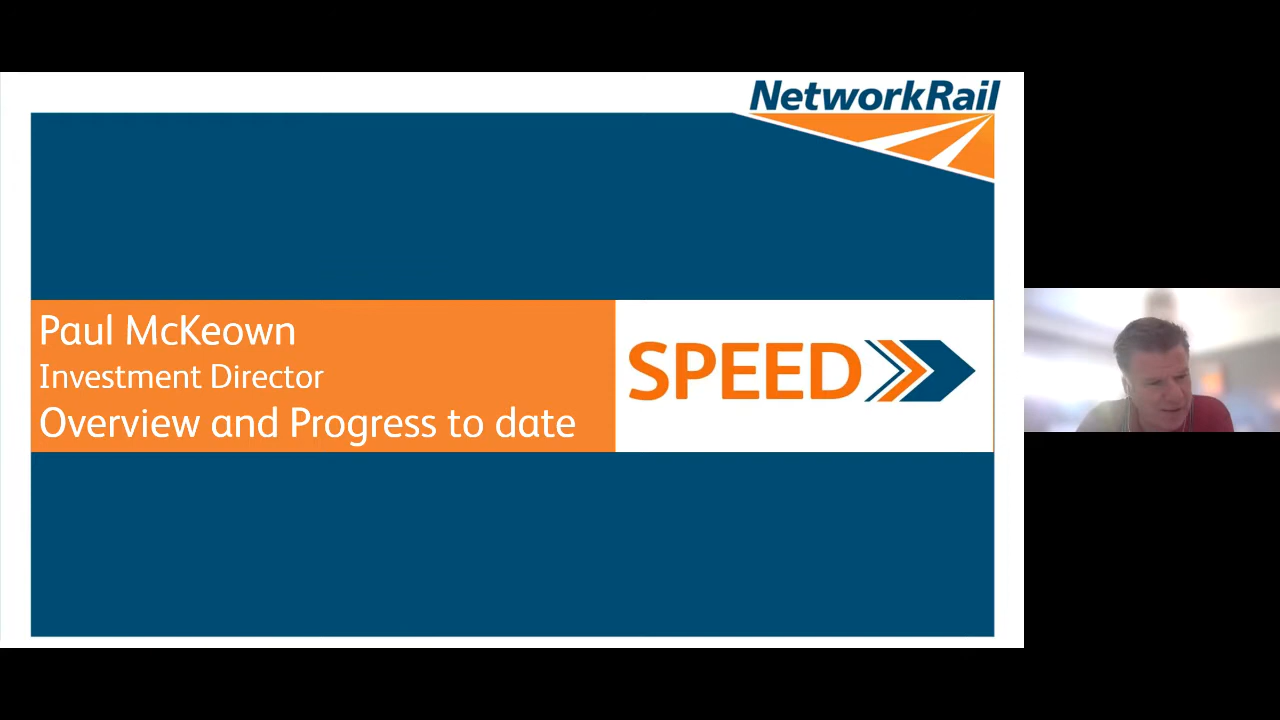 NetworkRail
Paul McKeown
Investment Director
Overview and Progress to date
SPEED